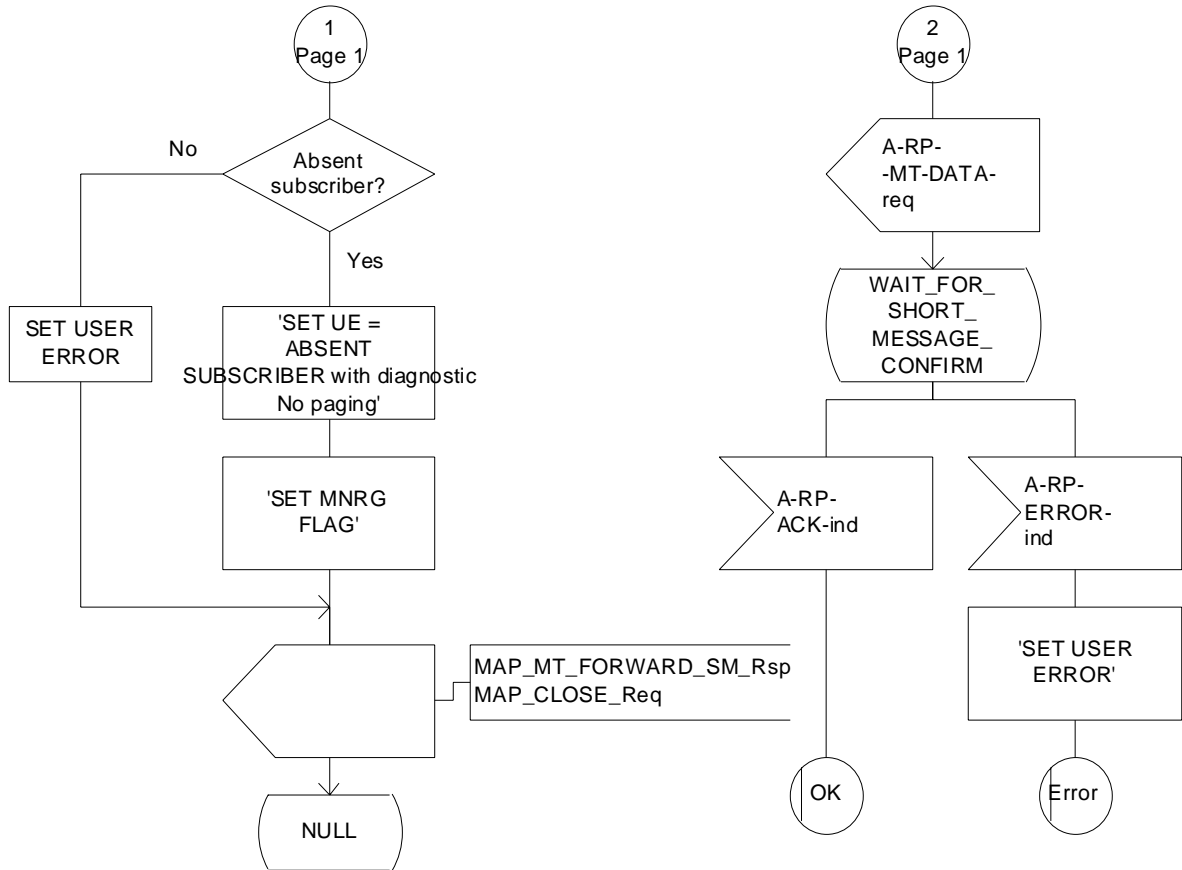 1
Page 1
No
Absent
subscriber?
Yes
SET USER
ERROR
'SET UE =
ABSENT
SUBSCRIBER with diagnostic
No paging'
'SET MNRG
FLAG'
MAP_MT_FORWARD_SM_Rsp
MAP_CLOSE_Req
NULL
2
Page 1
A-RP-
-MT-DATA-
req
WAIT_FOR_
SHORT_
MESSAGE_
CONFIRM
A-RP-
ACK-ind
A-RP-
ERROR-
ind
'SET USER
ERROR'
OK
Error